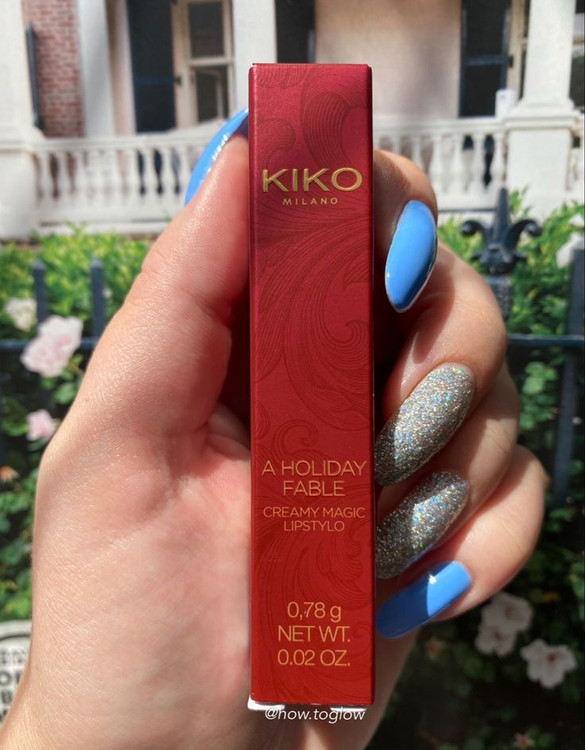 KIKO
MILANO
A HOLIDAY
FABLE
CREAMY MAGIC
LIPSTYLO
0,78 g
NET WT.
0.02 OZ.
@how.toglow